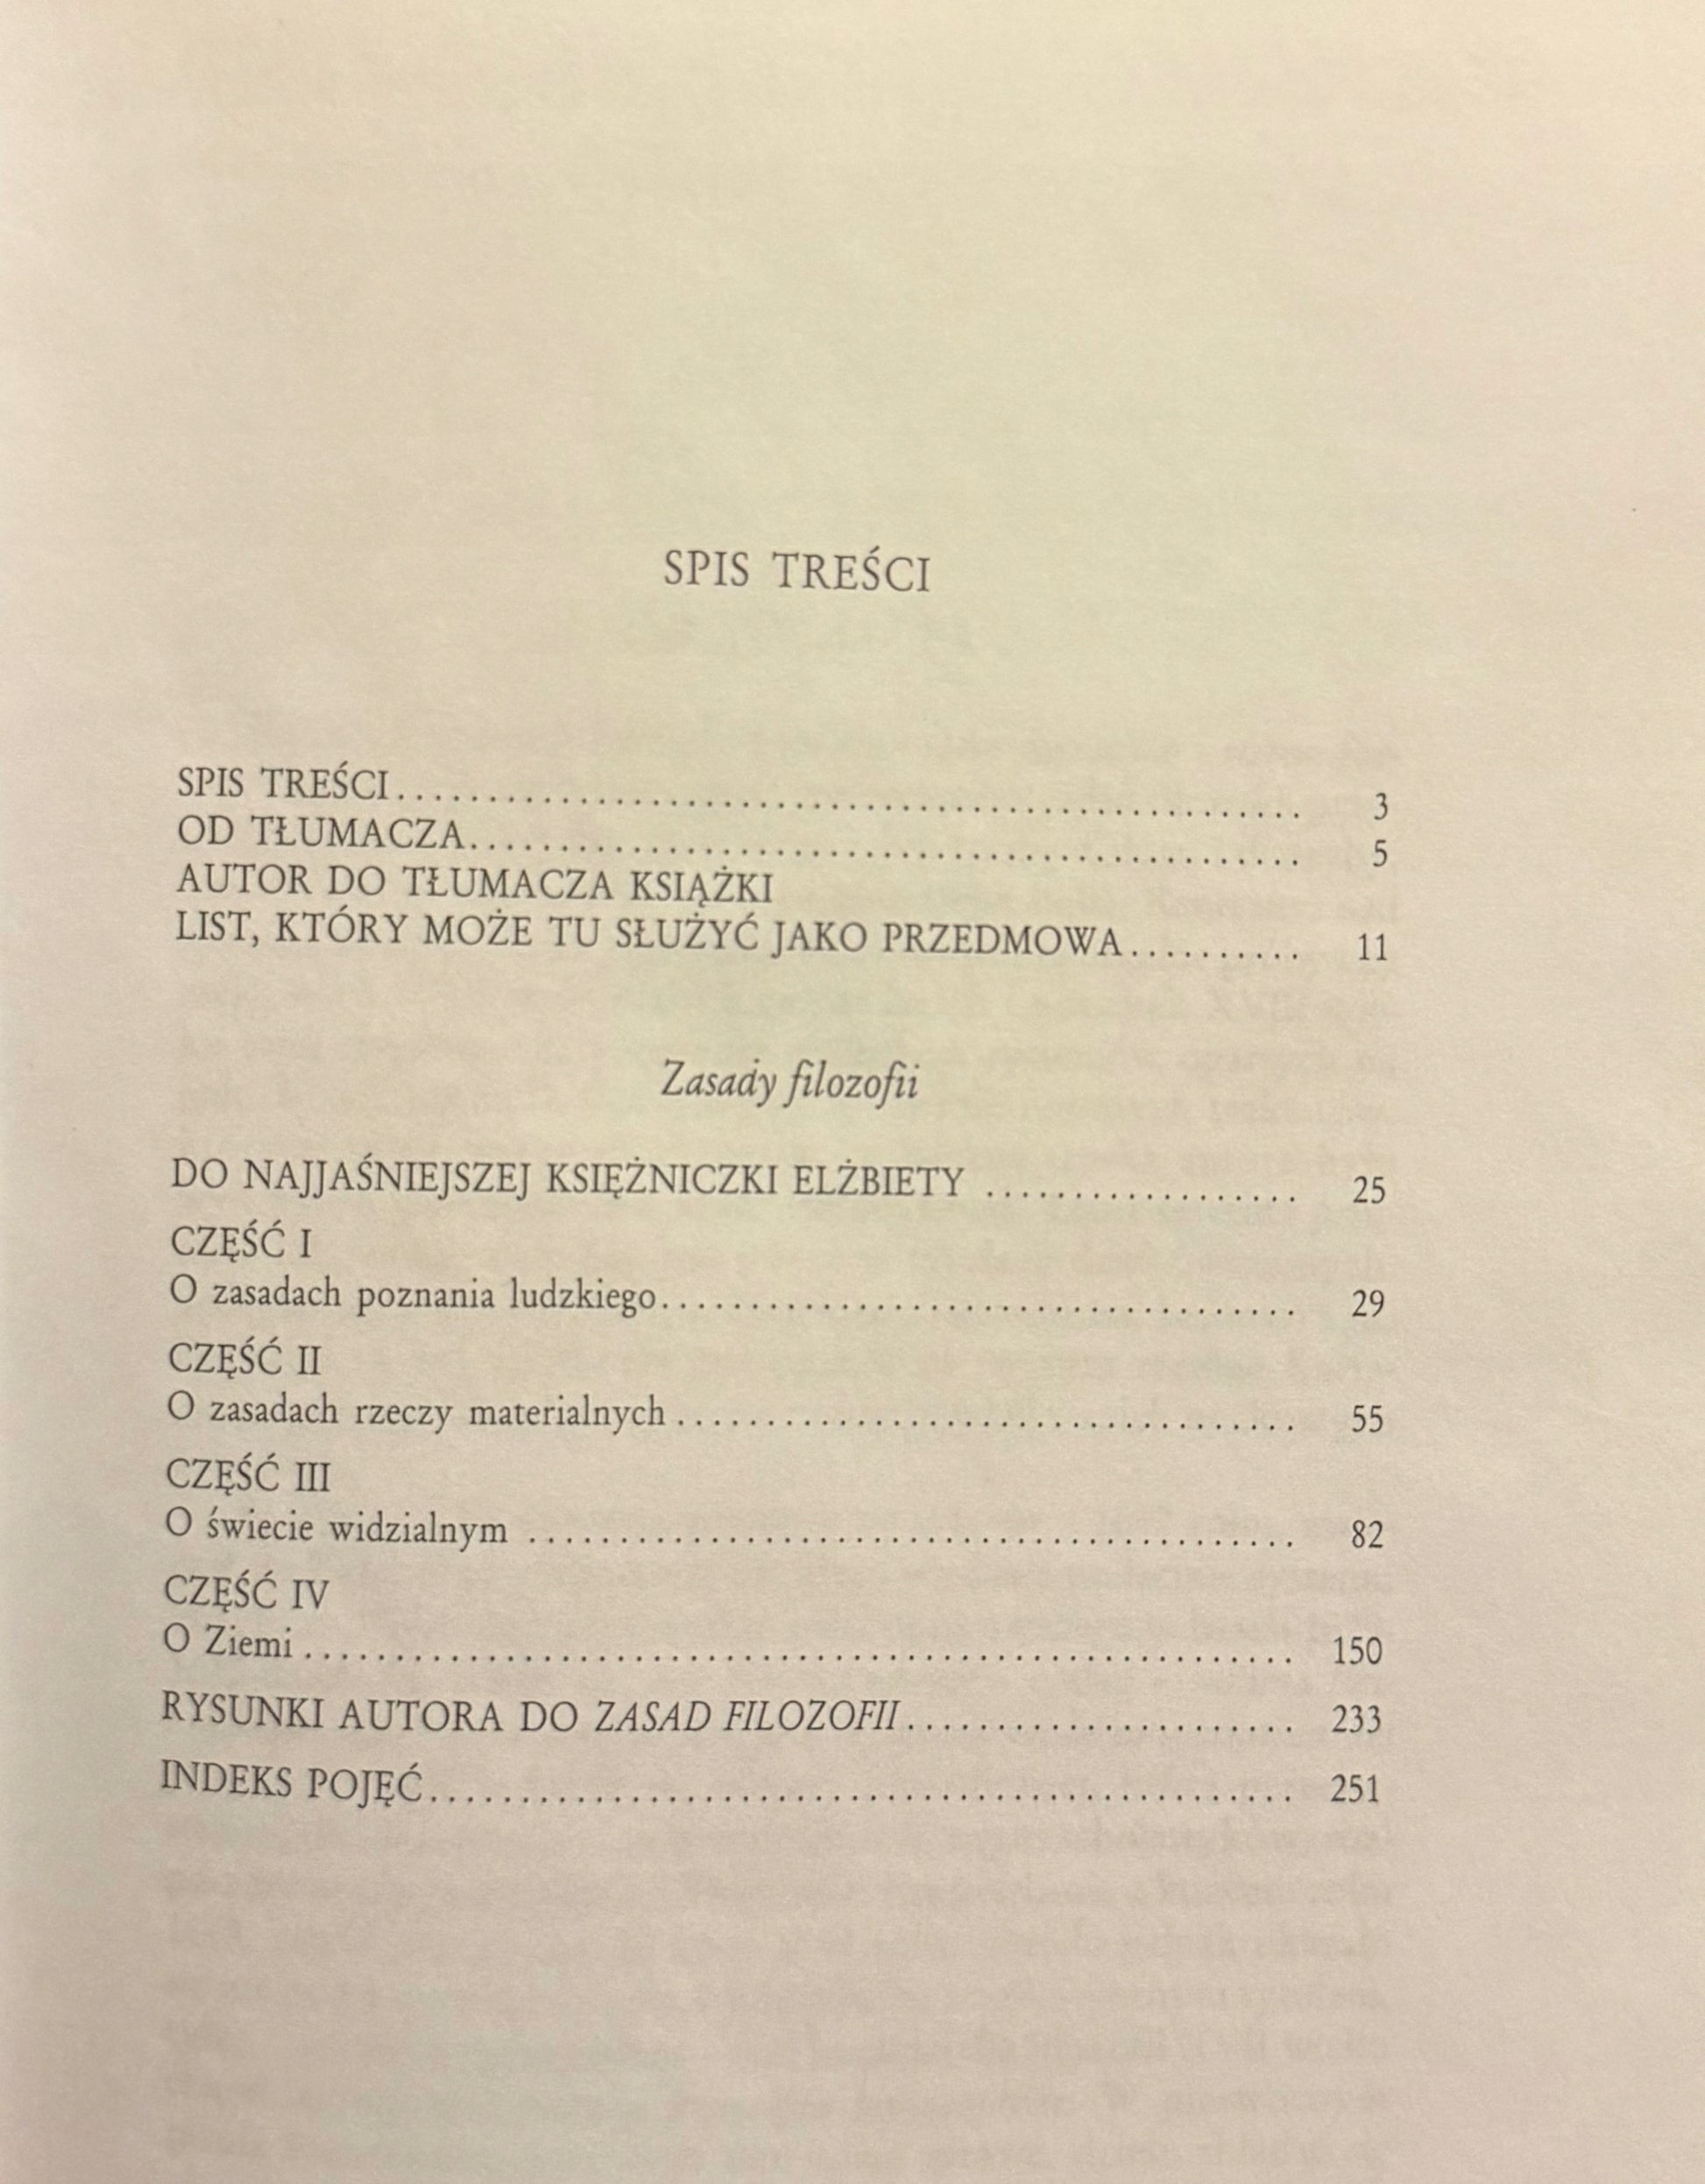 SPIS TREŚCI
SPIS TREŚCI.................................................. 3
OD TŁUMACZA.............................................. 5
AUTOR DO TŁUMACZA KSIĄŻKI
LIST, KTÓRY MOŻE TU SŁUŻYĆ JAKO PRZEDMOWA.......... 11
Zasady filozofii
DO NAJJAŚNIEJSZEJ KSIĘŻNICZKI ELŻBIETY .................. 25
CZĘŚĆ I
O zasadach poznania ludzkiego.................................... 29
CZĘŚĆ II
O zasadach rzeczy materialnych ................................... 55
CZĘŚĆ III
O świecie widzialnym ........................................... 82
CZĘŚĆ IV
O Ziemi ....................................................... 150
RYSUNKI AUTORA DO ZASAD FILOZOFII...................... 233
INDEKS POJĘĆ................................................ 251